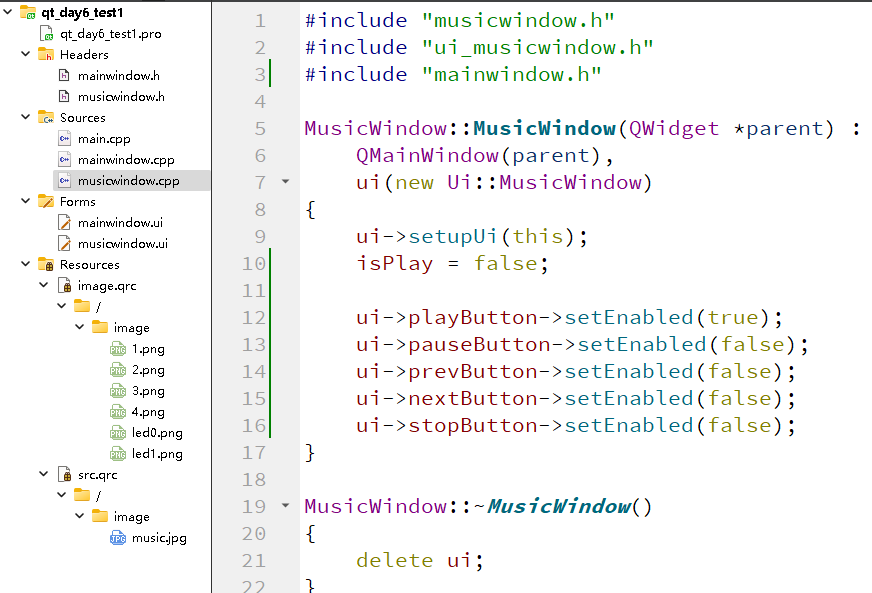 qt_day6_test1
qt_day6_test1.pro
Headers
mainwindow.h
musicwindow.h
Sources
main.cpp
mainwindow.cpp
musicwindow.cpp
Forms
mainwindow.ui
musicwindow.ui
Resources
image.qrc
/
image
1.png
2.png
3.png
4.png
led0.png
led1.png
src.qrc
/
image
music.jpg
1 #include "musicwindow.h"
2 #include "ui_musicwindow.h"
3 #include "mainwindow.h"
4
5 MusicWindow::MusicWindow(QWidget *parent) :
6 QMainWindow(parent),
7 ui(new Ui::MusicWindow)
8 {
9 ui->setupUi(this);
10 isPlay = false;
11
12 ui->playButton->setEnabled(true);
13 ui->pauseButton->setEnabled(false);
14 ui->prevButton->setEnabled(false);
15 ui->nextButton->setEnabled(false);
16 ui->stopButton->setEnabled(false);
17 }
18
19 MusicWindow::~MusicWindow()
20 {
21 delete ui;
22 }